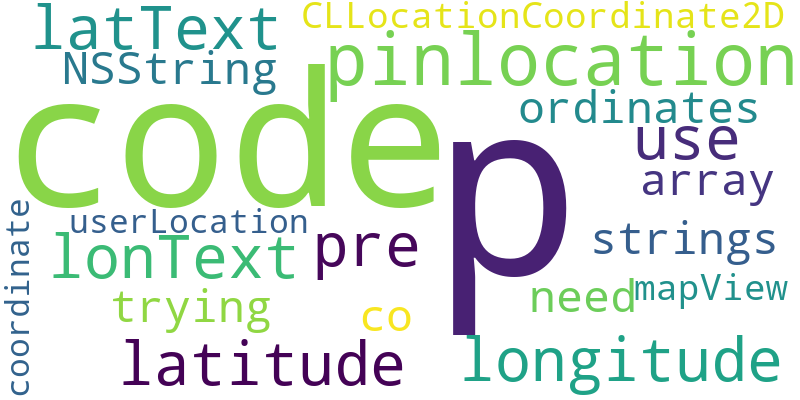 latText
CLLocationCoordinate2D
NSString
pinlocation
code
p
ordinates
use
array
coordinate
userLocation
lonText
pre
strings
trying
co
need
mapView
latitude
longitude